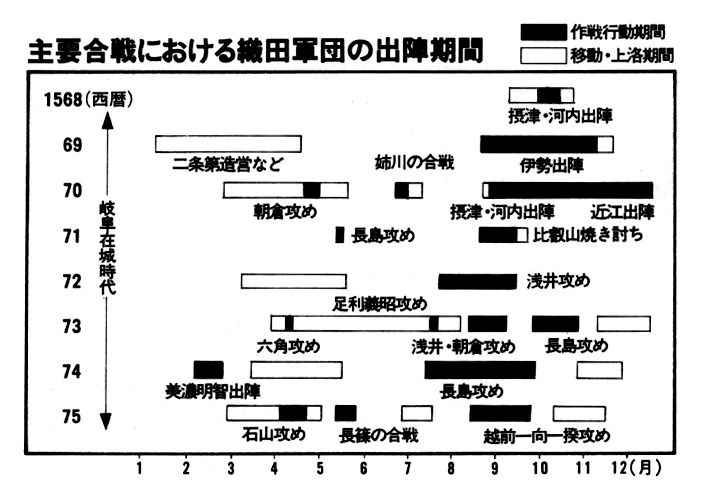 主要合戦における織田軍団の出陣期間
作戦行動期間
移動・上洛期間
1568(西暦)
摂津・河内出陣
69
二条第造営など
姉川の合戦
伊勢出陣
70
朝倉攻め
摂津・河内出陣
近江出陣
71
長島攻め
比叡山焼き討ち
72
浅井攻め
足利義昭攻め
73
六角攻め
浅井・朝倉攻め
長島攻め
74
美濃明智出陣
長島攻め
75
石山攻め
長篠の合戦
越前一向一揆攻め
岐阜在城時代
1 2 3 4 5 6 7 8 9 10 11 12(月)